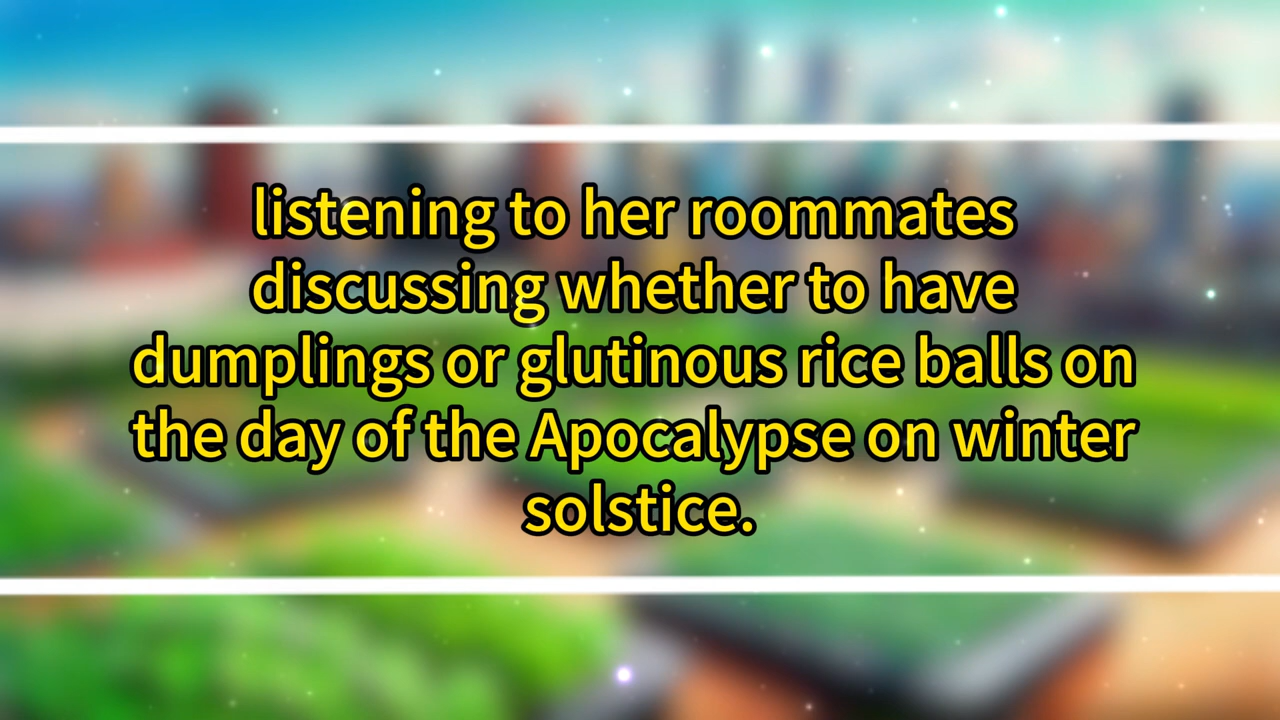 listening to her roommates
discussing whether to have
dumplings or glutinous rice balls on
the day of the Apocalypse on winter
solstice.